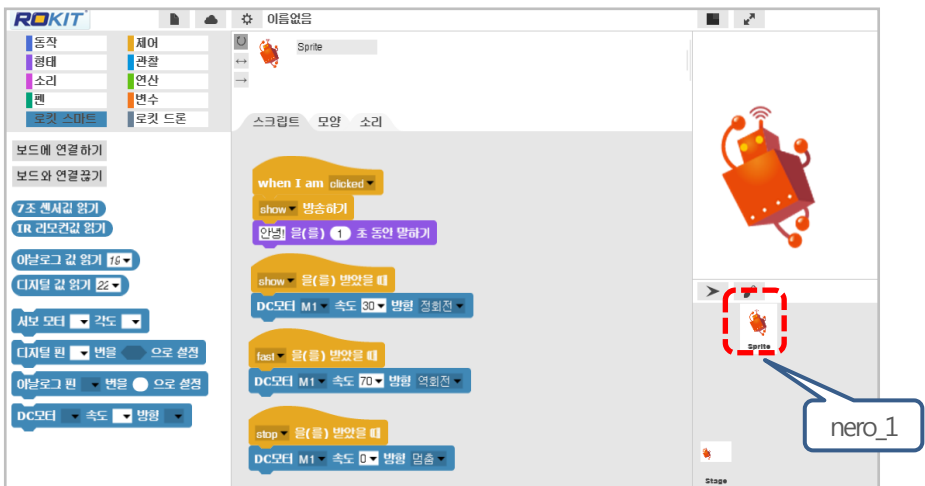 ROKIT
이름없음
동작 제어
형태 관찰
소리 연산
펜 변수
로킷 스마트 로킷 드론
Sprite
스크립트 모양 소리
보드에 연결하기
보드와 연결끊기
7조 센서값 읽기
IR 리모컨값 읽기
아날로그 값 읽기 19
디지털 값 읽기 22
서보 모터 각도
디지털 핀 번을 으로 설정
아날로그 핀 번을 으로 설정
DC모터 속도 방향
when I am clicked
show 방송하기
안녕! 을(를) 1 초 동안 말하기
show 을(를) 받았을 때
DC모터 M1 속도 30 방향 정회전
fast 을(를) 받았을 때
DC모터 M1 속도 70 방향 역회전
stop 을(를) 받았을 때
DC모터 M1 속도 0 방향 멈춤
Sprite
nero_1
Stage